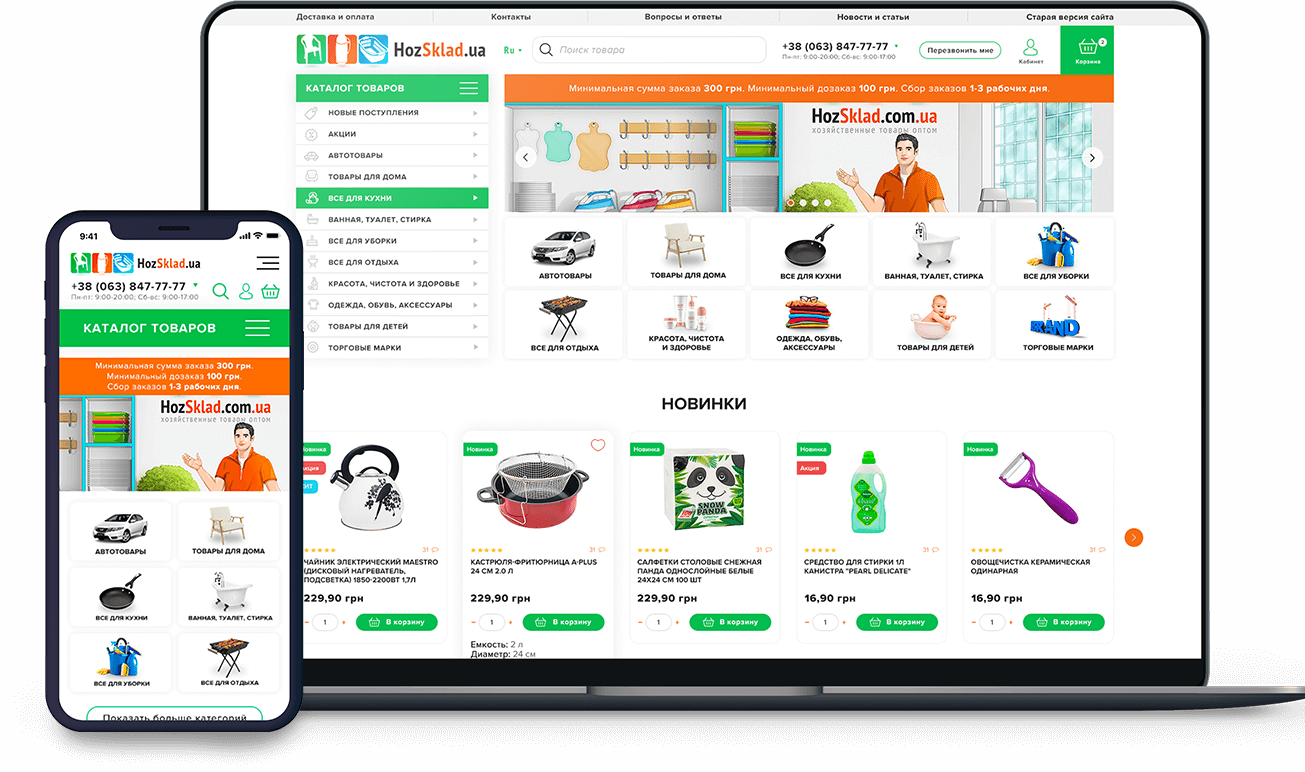 Доставка и оплата
Контакты
Вопросы и ответы
Новости и статьи
Старая версия сайта
HozSklad.ua
Ru
Поиск товара
+38 (063) 847-77-77
Пн-пт: 9:00-20:00; Сб-вс: 9:00-17:00
Перезвонить мне
Кабинет
2
Корзина
КАТАЛОГ ТОВАРОВ
НОВЫЕ ПОСТУПЛЕНИЯ
АКЦИИ
АВТОТОВАРЫ
ТОВАРЫ ДЛЯ ДОМА
ВСЕ ДЛЯ КУХНИ
ВАННАЯ, ТУАЛЕТ, СТИРКА
ВСЕ ДЛЯ УБОРКИ
ВСЕ ДЛЯ ОТДЫХА
КРАСОТА, ЧИСТОТА И ЗДОРОВЬЕ
ОДЕЖДА, ОБУВЬ, АКСЕССУАРЫ
ТОВАРЫ ДЛЯ ДЕТЕЙ
ТОРГОВЫЕ МАРКИ
Минимальная сумма заказа 300 грн. Минимальный дозаказ 100 грн. Сбор заказов 1-3 рабочих дня.
HozSklad.com.ua
хозяйственные товары оптом
АВТОТОВАРЫ
ТОВАРЫ ДЛЯ ДОМА
ВСЕ ДЛЯ КУХНИ
ВАННАЯ, ТУАЛЕТ, СТИРКА
ВСЕ ДЛЯ УБОРКИ
ВСЕ ДЛЯ ОТДЫХА
КРАСОТА, ЧИСТОТА
И ЗДОРОВЬЕ
ОДЕЖДА, ОБУВЬ,
АКСЕССУАРЫ
ТОВАРЫ ДЛЯ ДЕТЕЙ
BRAND
ТОРГОВЫЕ МАРКИ
НОВИНКИ
Новинка
Акция
ХИТ
31
ЧАЙНИК ЭЛЕКТРИЧЕСКИЙ MAESTRO
(ДИСКОВЫЙ НАГРЕВАТЕЛЬ,
ПОДСВЕТКА) 1850-2200ВТ 1,7Л
229,90 грн
- 1 +
В корзину
Новинка
31
КАСТРЮЛЯ-ФРИТЮРНИЦА A-PLUS
24 СМ 2.0 Л
229,90 грн
- 1 +
В корзину
Емкость: 2 л
Диаметр: 24 см
Новинка
SNOW
PANDA
31
САЛФЕТКИ СТОЛОВЫЕ СНЕЖНАЯ
ПАНДА ОДНОСЛОЙНЫЕ БЕЛЫЕ
24Х24 СМ 100 ШТ
229,90 грн
- 1 +
В корзину
Новинка
Акция
31
СРЕДСТВО ДЛЯ СТИРКИ 1Л
КАНИСТРА "PEARL DELICATE"
16,90 грн
- 1 +
В корзину
Новинка
31
ОВОЩЕЧИСТКА КЕРАМИЧЕСКАЯ
ОДИНАРНАЯ
16,90 грн
- 1 +
В корзину
9:41
HozSklad.ua
+38 (063) 847-77-77
Пн-пт: 9:00-20:00; Сб-вс: 9:00-17:00
КАТАЛОГ ТОВАРОВ
Минимальная сумма заказа 300 грн.
Минимальный дозаказ 100 грн.
Сбор заказов 1-3 рабочих дня.
HozSklad.com.ua
хозяйственные товары оптом
АВТОТОВАРЫ
ТОВАРЫ ДЛЯ ДОМА
ВСЕ ДЛЯ КУХНИ
ВАННАЯ, ТУАЛЕТ, СТИРКА
ВСЕ ДЛЯ УБОРКИ
ВСЕ ДЛЯ ОТДЫХА
Показать больше категорий